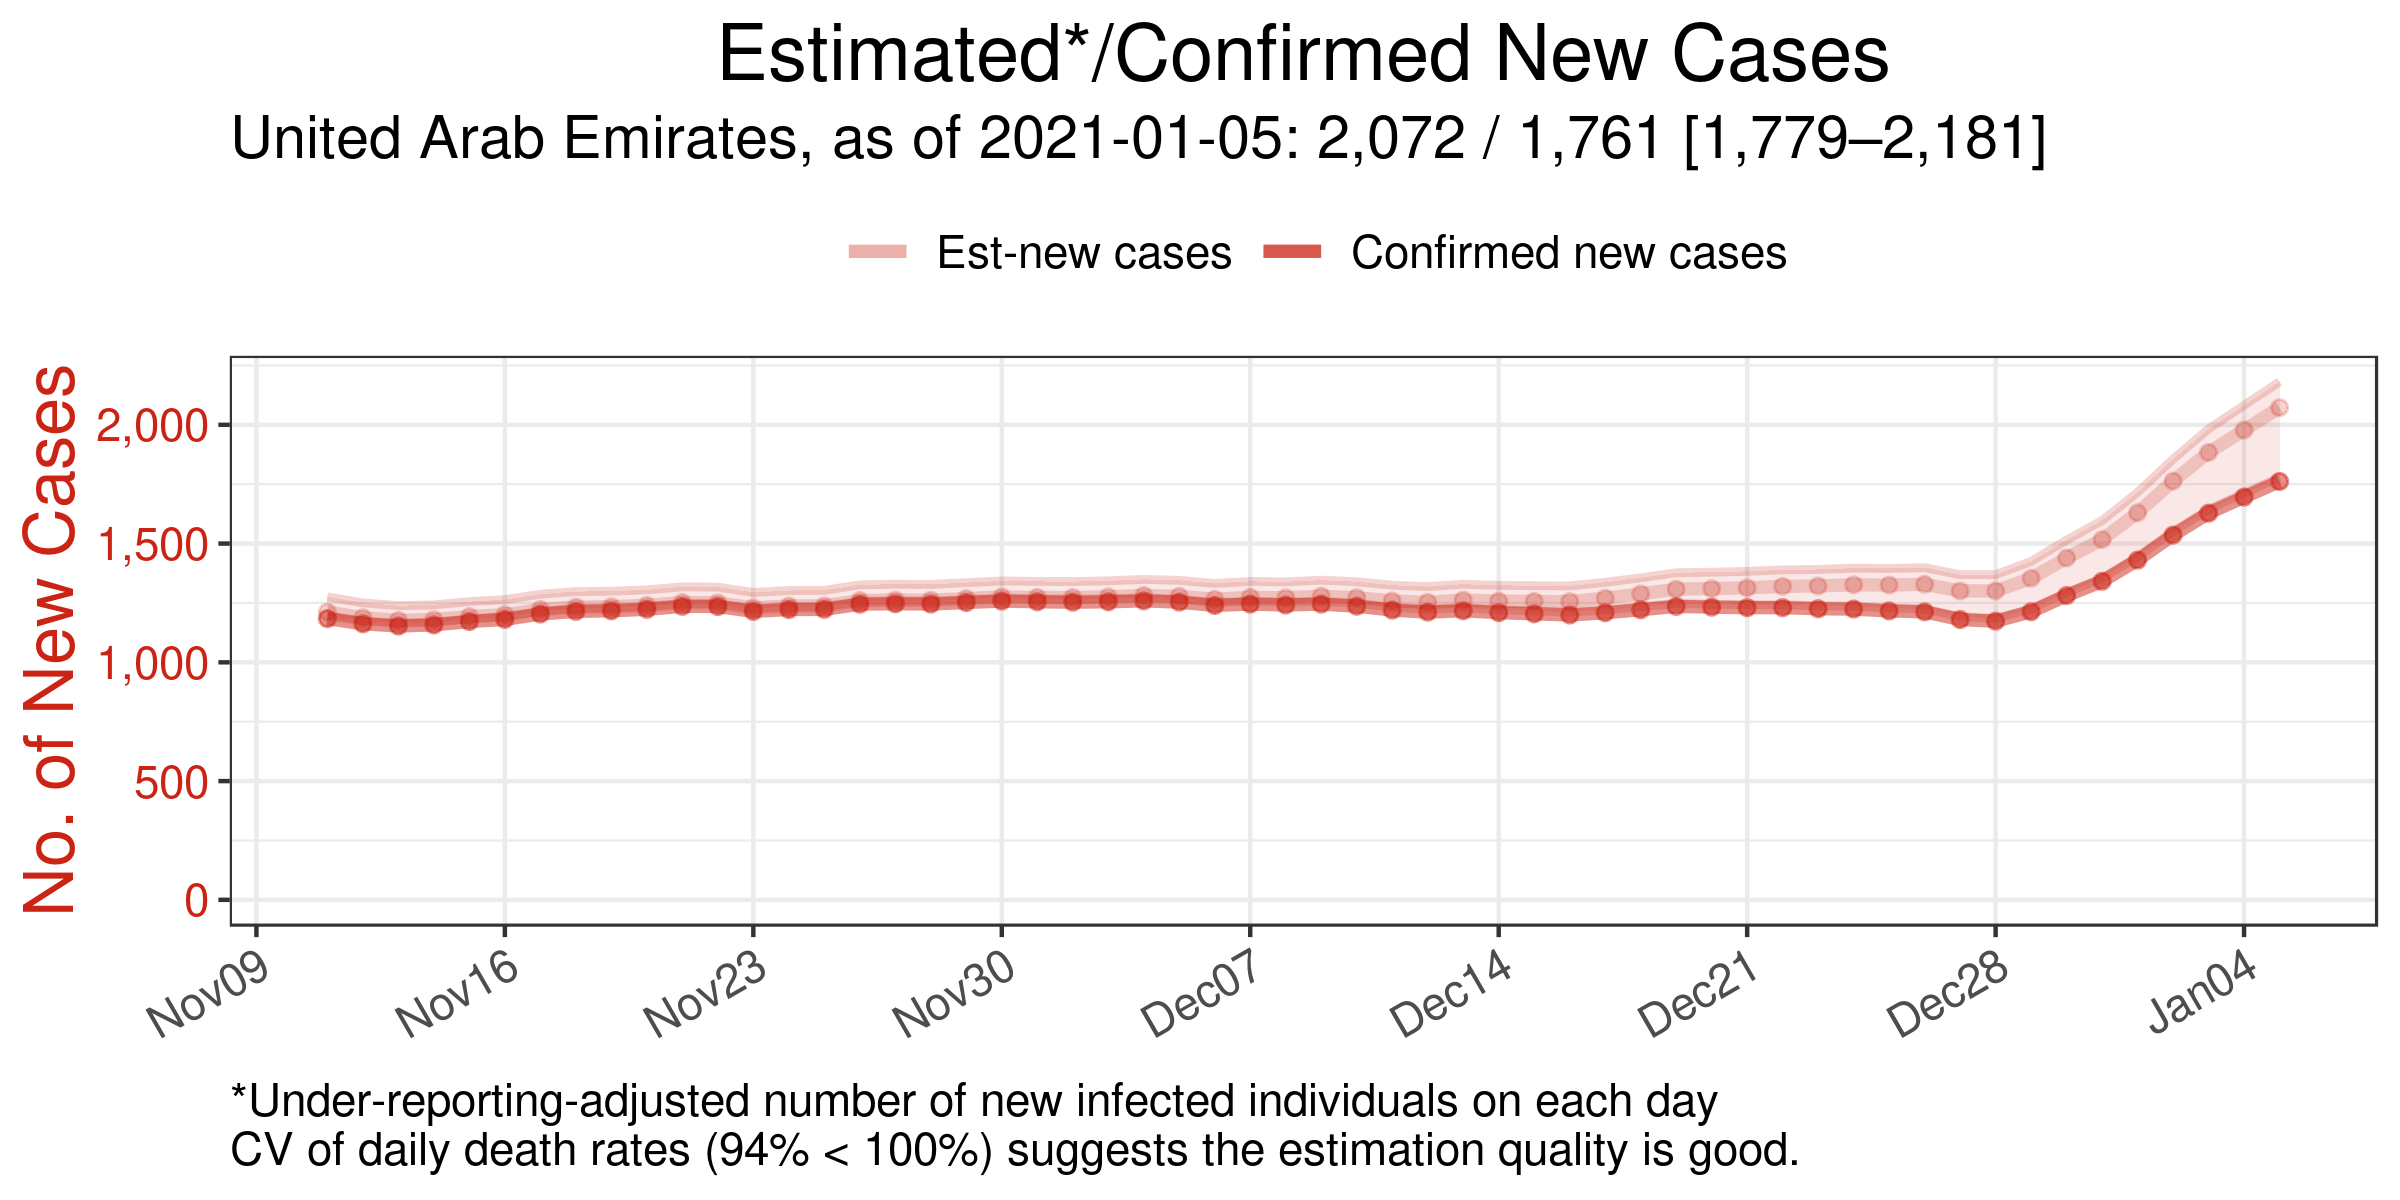 Estimated*/Confirmed New Cases
United Arab Emirates, as of 2021-01-05: 2,072 / 1,761 [1,779–2,181]
Est-new cases
Confirmed new cases
No. of New Cases
2,000
1,500
1,000
500
0
Nov09
Nov16
Nov23
Nov30
Dec07
Dec14
Dec21
Dec28
Jan04
*Under-reporting-adjusted number of new infected individuals on each day
CV of daily death rates (94% < 100%) suggests the estimation quality is good.